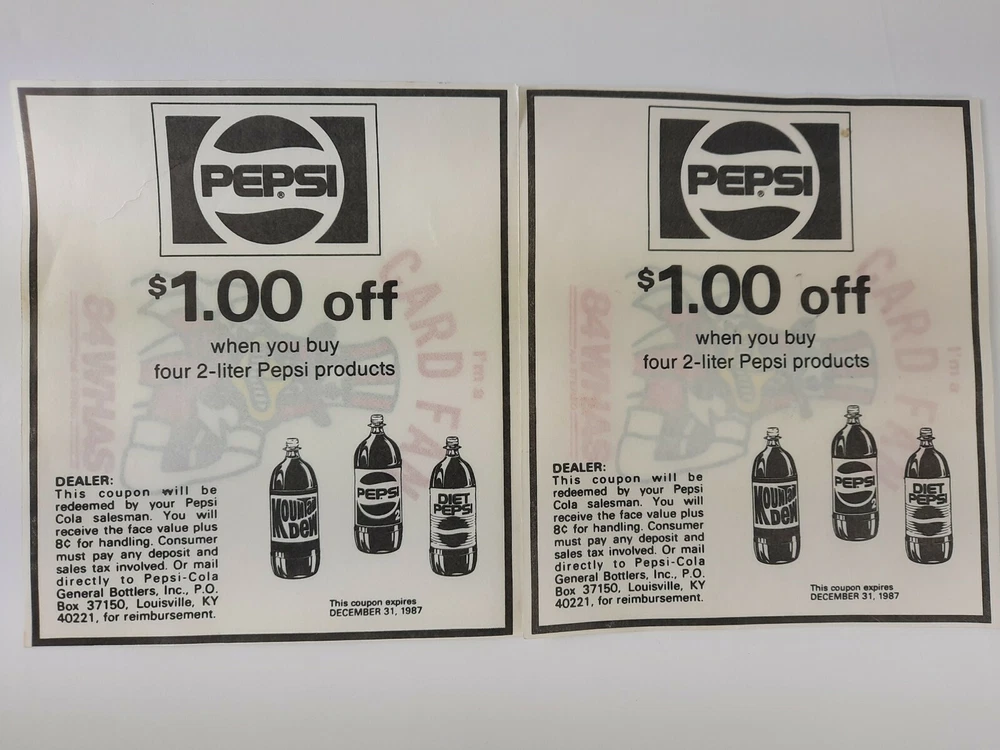 PEPSI®
$1.00 off
when you buy
four 2-liter Pepsi products
I'm a
CARD FAN
84WHAS
MOUNTAIN
DEW
PEPSI
DIET
PEPSI
DEALER:
This coupon will be
redeemed by your Pepsi
Cola salesman. You will
receive the face value plus
8¢ for handling. Consumer
must pay any deposit and
sales tax involved. Or mail
directly to Pepsi-Cola
General Bottlers, Inc., P.O.
Box 37150, Louisville, KY
40221, for reimbursement.
This coupon expires
DECEMBER 31, 1987
PEPSI®
$1.00 off
when you buy
four 2-liter Pepsi products
I'm a
CARD FAN
84WHAS
MOUNTAIN
DEW
PEPSI
DIET
PEPSI
DEALER:
This coupon will be
redeemed by your Pepsi
Cola salesman. You will
receive the face value plus
8¢ for handling. Consumer
must pay any deposit and
sales tax involved. Or mail
directly to Pepsi-Cola
General Bottlers, Inc., P.O.
Box 37150, Louisville, KY
40221, for reimbursement.
This coupon expires
DECEMBER 31, 1987